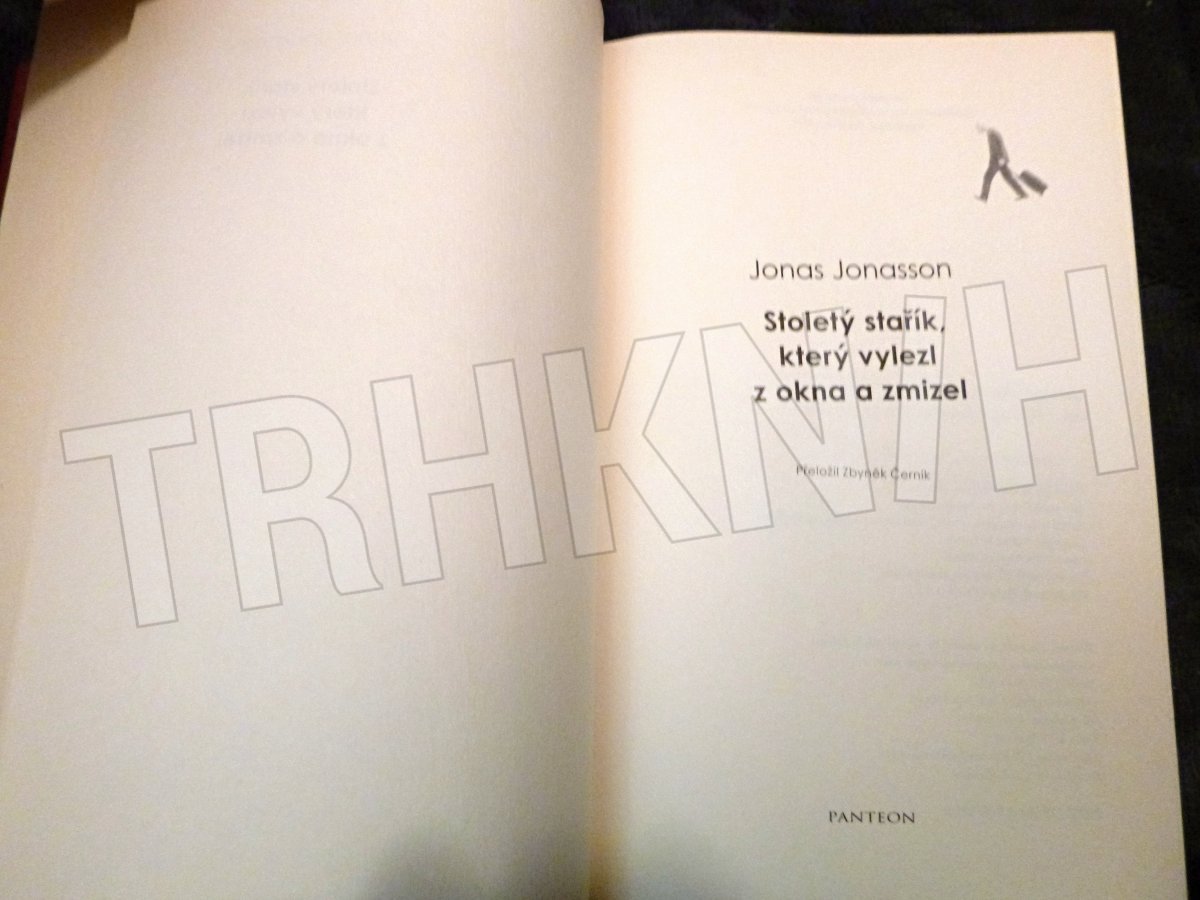 Jonas Jonasson
Stoletý stařík,
který vylezl
z okna a zmizel
Přeložil Zbyněk Černík
PANTEON
TRHKNIH